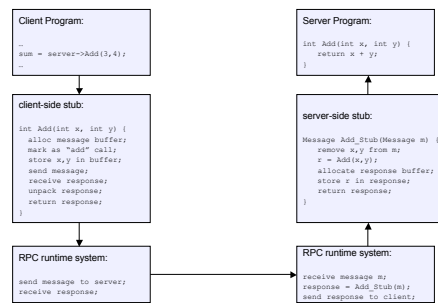 Client Program:
…
sum = server->Add(3,4);
…
client-side stub:
int Add(int x, int y) {
alloc message buffer;
mark as “add” call;
store x,y in buffer;
send message;
receive response;
unpack response;
return response;
}
RPC runtime system:
send message to server;
receive response;
Server Program:
int Add(int x, int y) {
return x + y;
}
server-side stub:
Message Add_Stub(Message m) {
remove x,y from m;
r = Add(x,y);
allocate response buffer;
store r in response;
return response;
}
RPC runtime system:
receive message m;
response = Add_Stub(m);
send response to client;